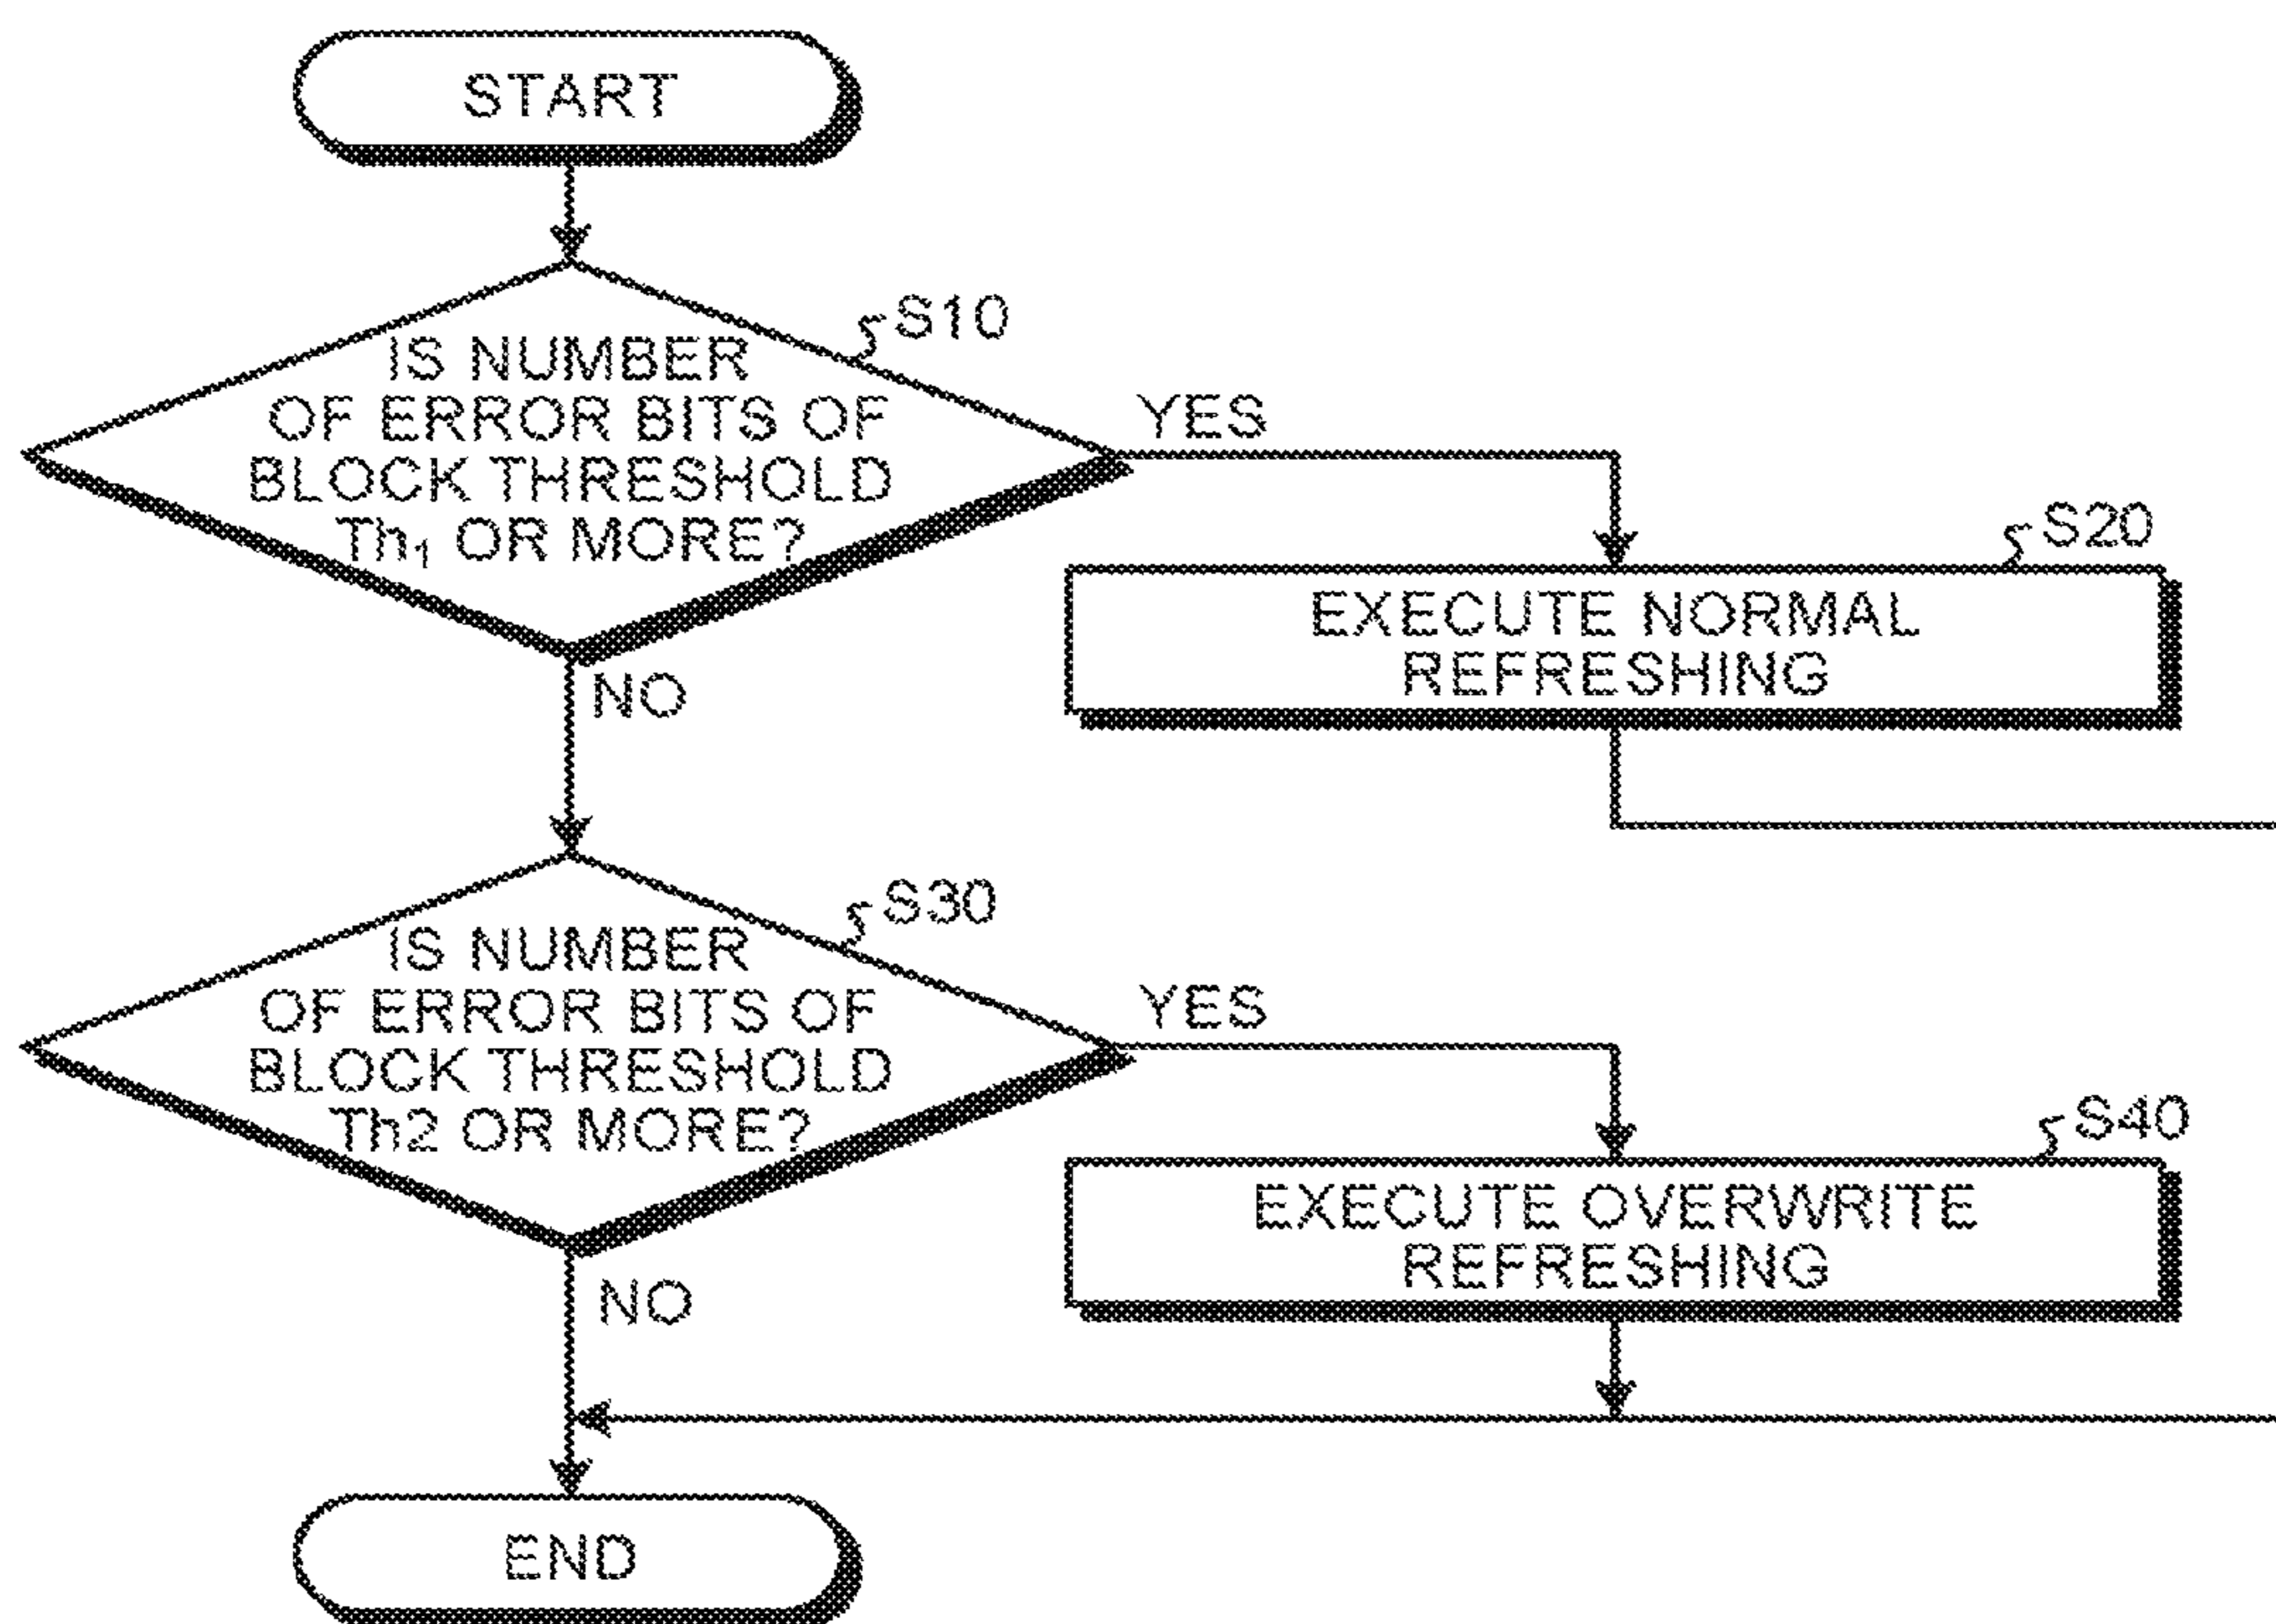 START
S10
IS NUMBER
OF ERROR BITS OF
BLOCK THRESHOLD
Th₁ OR MORE?
YES
NO
S20
EXECUTE NORMAL
REFRESHING
S30
IS NUMBER
OF ERROR BITS OF
BLOCK THRESHOLD
Th2 OR MORE?
YES
NO
S40
EXECUTE OVERWRITE
REFRESHING
END